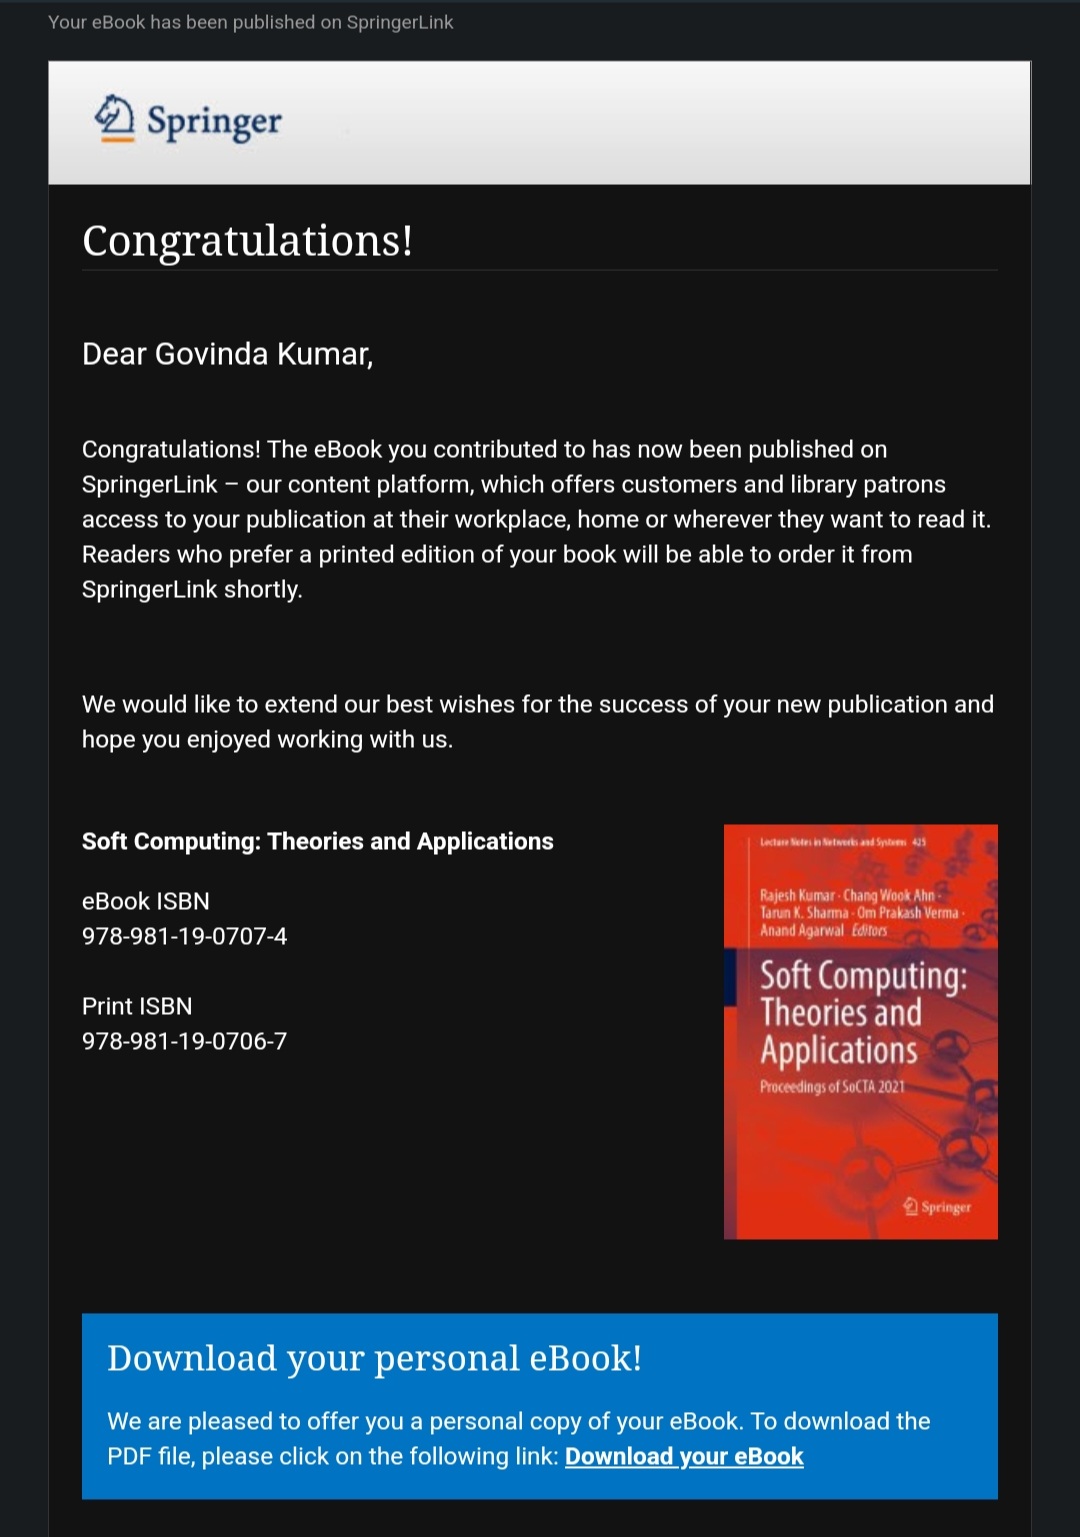 Your eBook has been published on SpringerLink
Springer
Congratulations!
Dear Govinda Kumar,
Congratulations! The eBook you contributed to has now been published on
SpringerLink – our content platform, which offers customers and library patrons
access to your publication at their workplace, home or wherever they want to read it.
Readers who prefer a printed edition of your book will be able to order it from
SpringerLink shortly.
We would like to extend our best wishes for the success of your new publication and
hope you enjoyed working with us.
Soft Computing: Theories and Applications
eBook ISBN
978-981-19-0707-4
Print ISBN
978-981-19-0706-7
Lecture Notes in Networks and Systems 425
Rajesh Kumar · Chang Wook Ahn ·
Tarun K. Sharma · Om Prakash Verma ·
Anand Agarwal Editors
Soft Computing:
Theories and
Applications
Proceedings of SoCTA 2021
Springer
Download your personal eBook!
We are pleased to offer you a personal copy of your eBook. To download the
PDF file, please click on the following link: Download your eBook